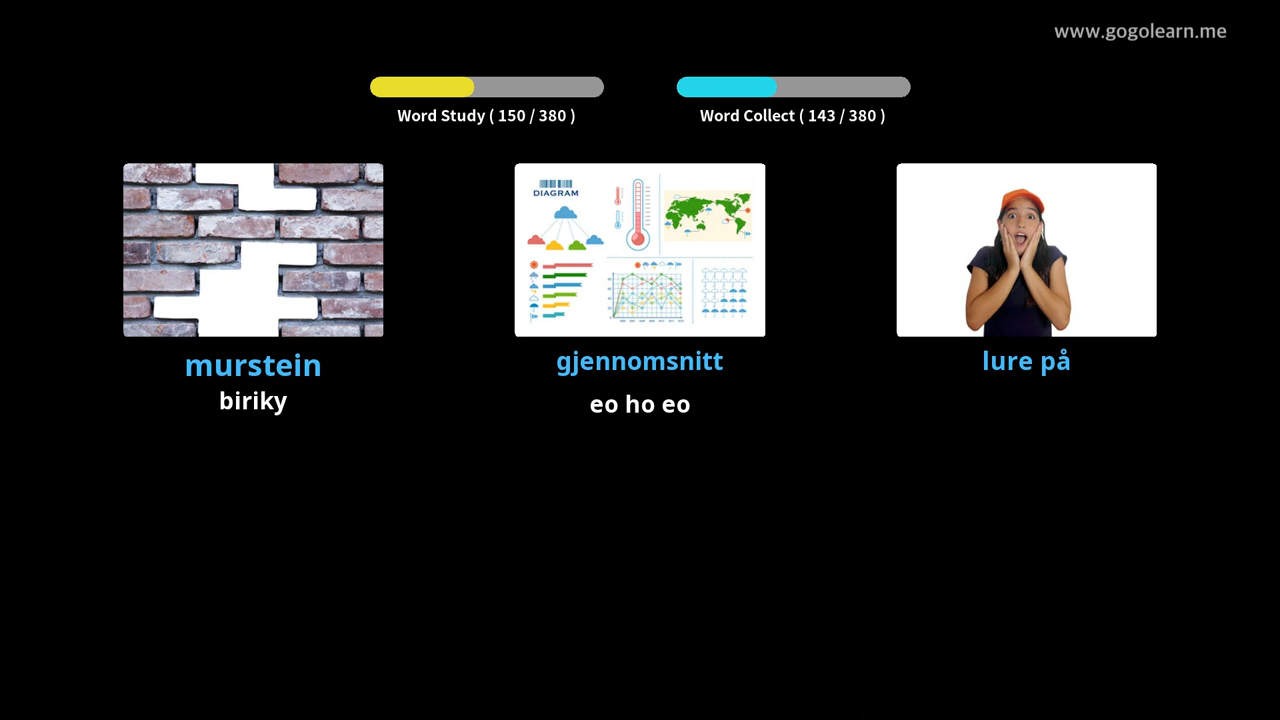 www.gogolearn.me
Word Study ( 150 / 380 )
Word Collect ( 143 / 380 )
DIAGRAM
murstein
biriky
gjennomsnitt
eo ho eo
lure på